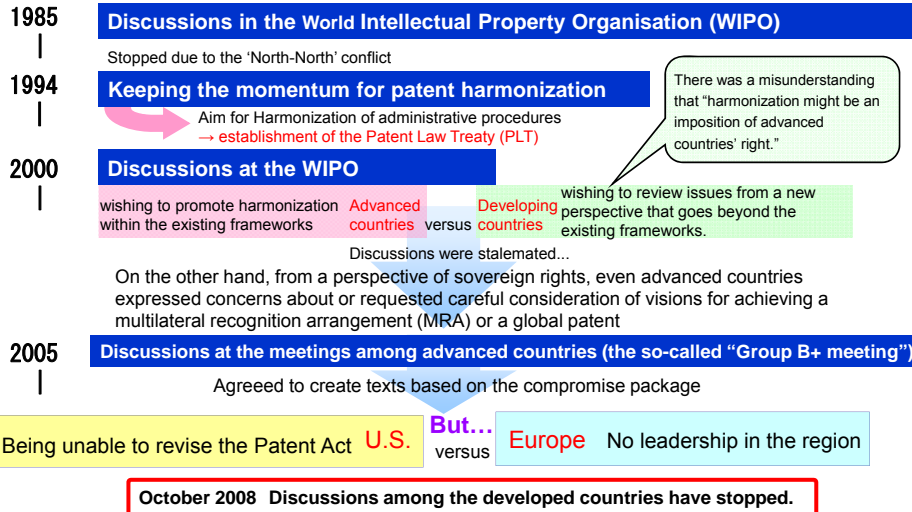 1985
Discussions in the World Intellectual Property Organisation (WIPO)
Stopped due to the ‘North-North’ conflict
1994
Keeping the momentum for patent harmonization
Aim for Harmonization of administrative procedures
→ establishment of the Patent Law Treaty (PLT)
There was a misunderstanding
that “harmonization might be an
imposition of advanced
countries’ right.”
2000
Discussions at the WIPO
wishing to promote harmonization
within the existing frameworks
Advanced
countries
versus
Developing
countries
wishing to review issues from a new
perspective that goes beyond the
existing frameworks.
Discussions were stalemated...
On the other hand, from a perspective of sovereign rights, even advanced countries
expressed concerns about or requested careful consideration of visions for achieving a
multilateral recognition arrangement (MRA) or a global patent
2005
Discussions at the meetings among advanced countries (the so-called “Group B+ meeting”)
Agreeed to create texts based on the compromise package
Being unable to revise the Patent Act U.S.
But...
versus
Europe No leadership in the region
October 2008 Discussions among the developed countries have stopped.